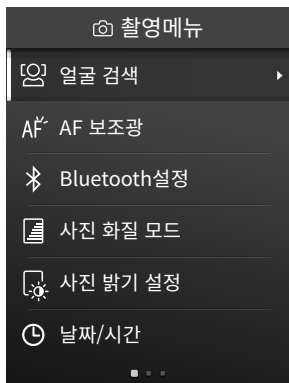 촬영메뉴
얼굴 검색
AF AF 보조광
Bluetooth설정
사진 화질 모드
사진 밝기 설정
날짜/시간